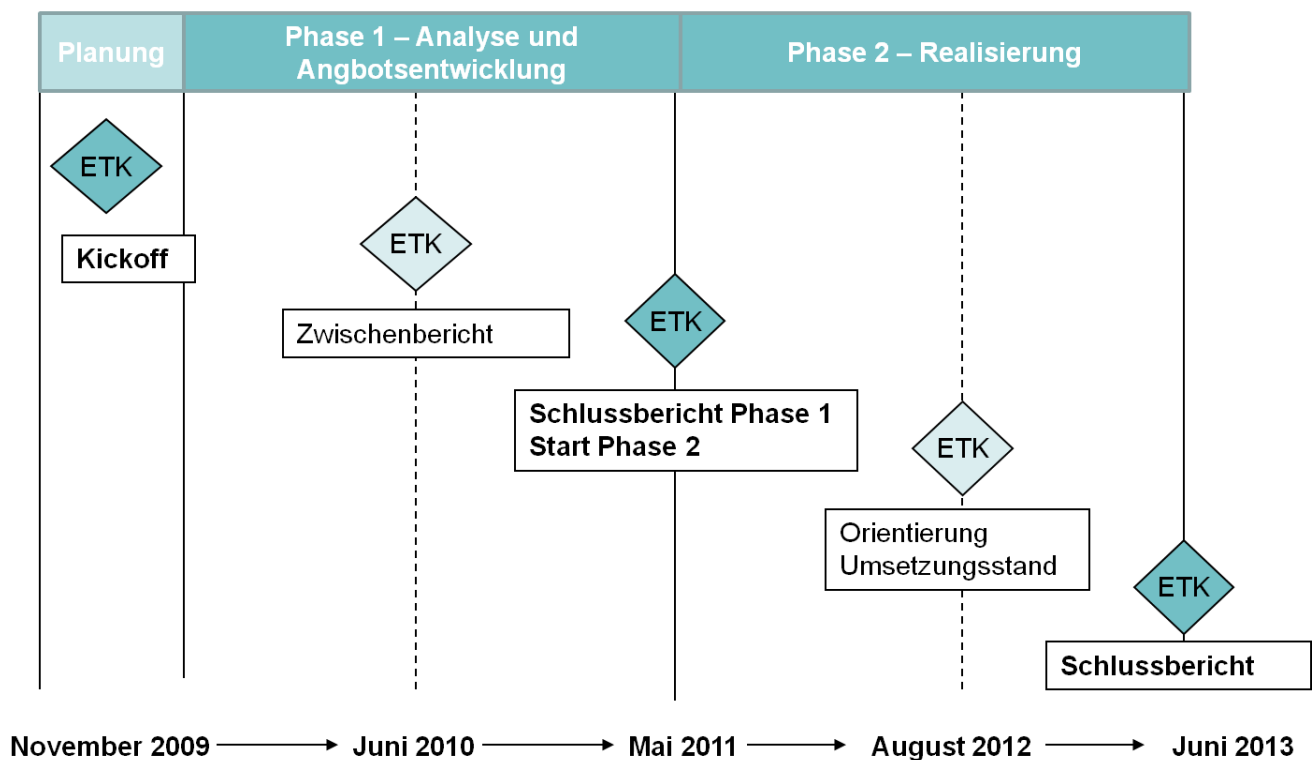 Planung
Phase 1 – Analyse und
Angbotsentwicklung
Phase 2 – Realisierung
ETK
Kickoff
ETK
Zwischenbericht
ETK
Schlussbericht Phase 1
Start Phase 2
ETK
Orientierung
Umsetzungsstand
ETK
Schlussbericht
November 2009
Juni 2010
Mai 2011
August 2012
Juni 2013